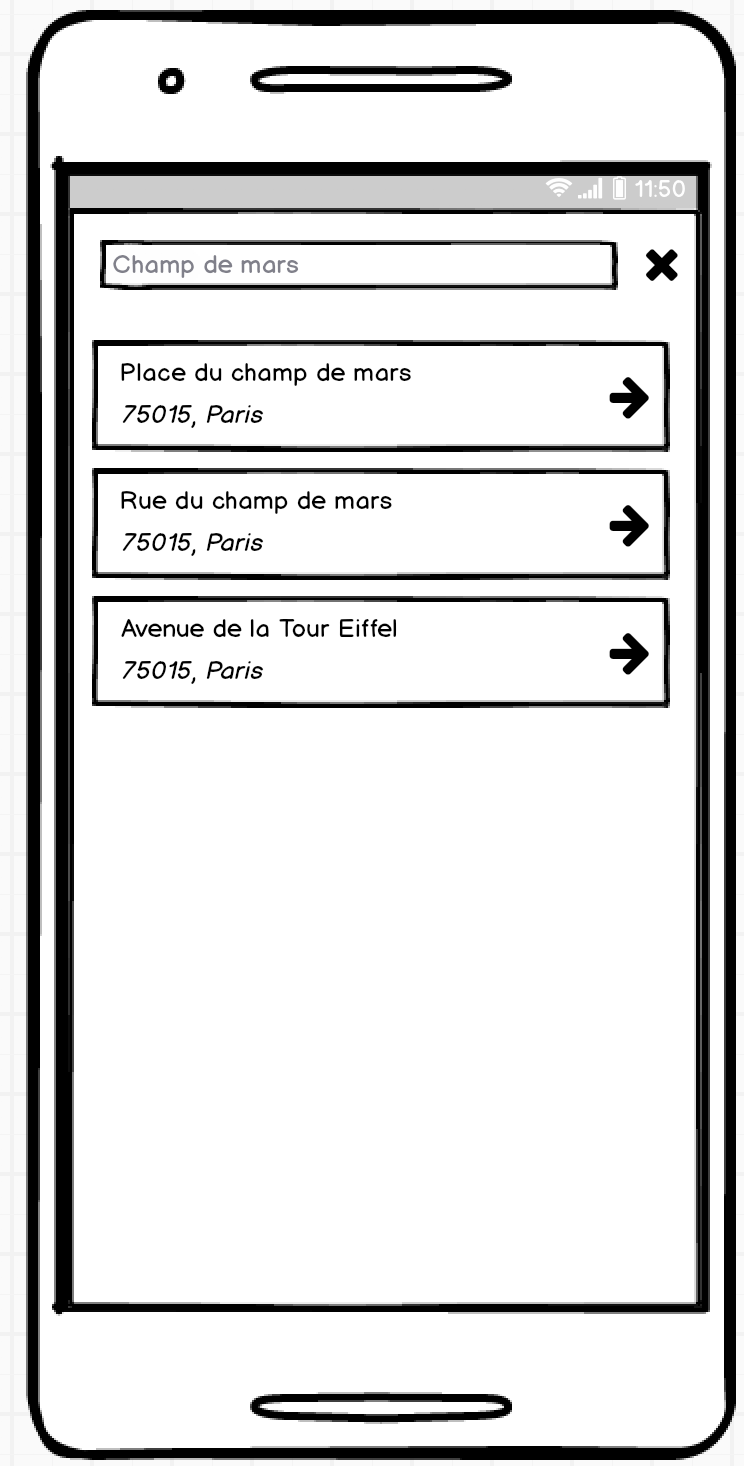 11:50
Champ de mars
Place du champ de mars
75015, Paris
Rue du champ de mars
75015, Paris
Avenue de la Tour Eiffel
75015, Paris